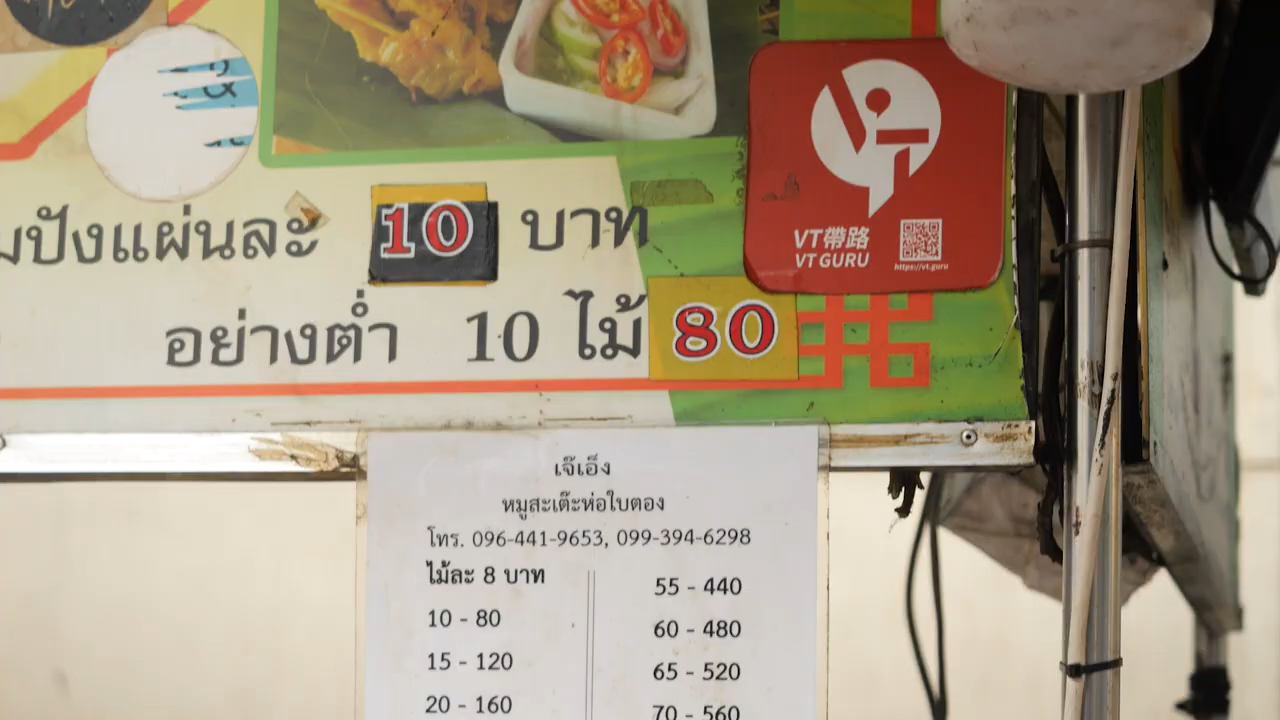 VT帶路
VT GURU
https://vt.guru
มปังแผ่นละ 10 บาท
อย่างต่ำ 10 ไม้ 80
เจ๊เอ็ง
หมูสะเต๊ะห่อใบตอง
โทร. 096-441-9653, 099-394-6298
ไม้ละ 8 บาท
10 - 80
15 - 120
20 - 160
55 - 440
60 - 480
65 - 520
70 - 560